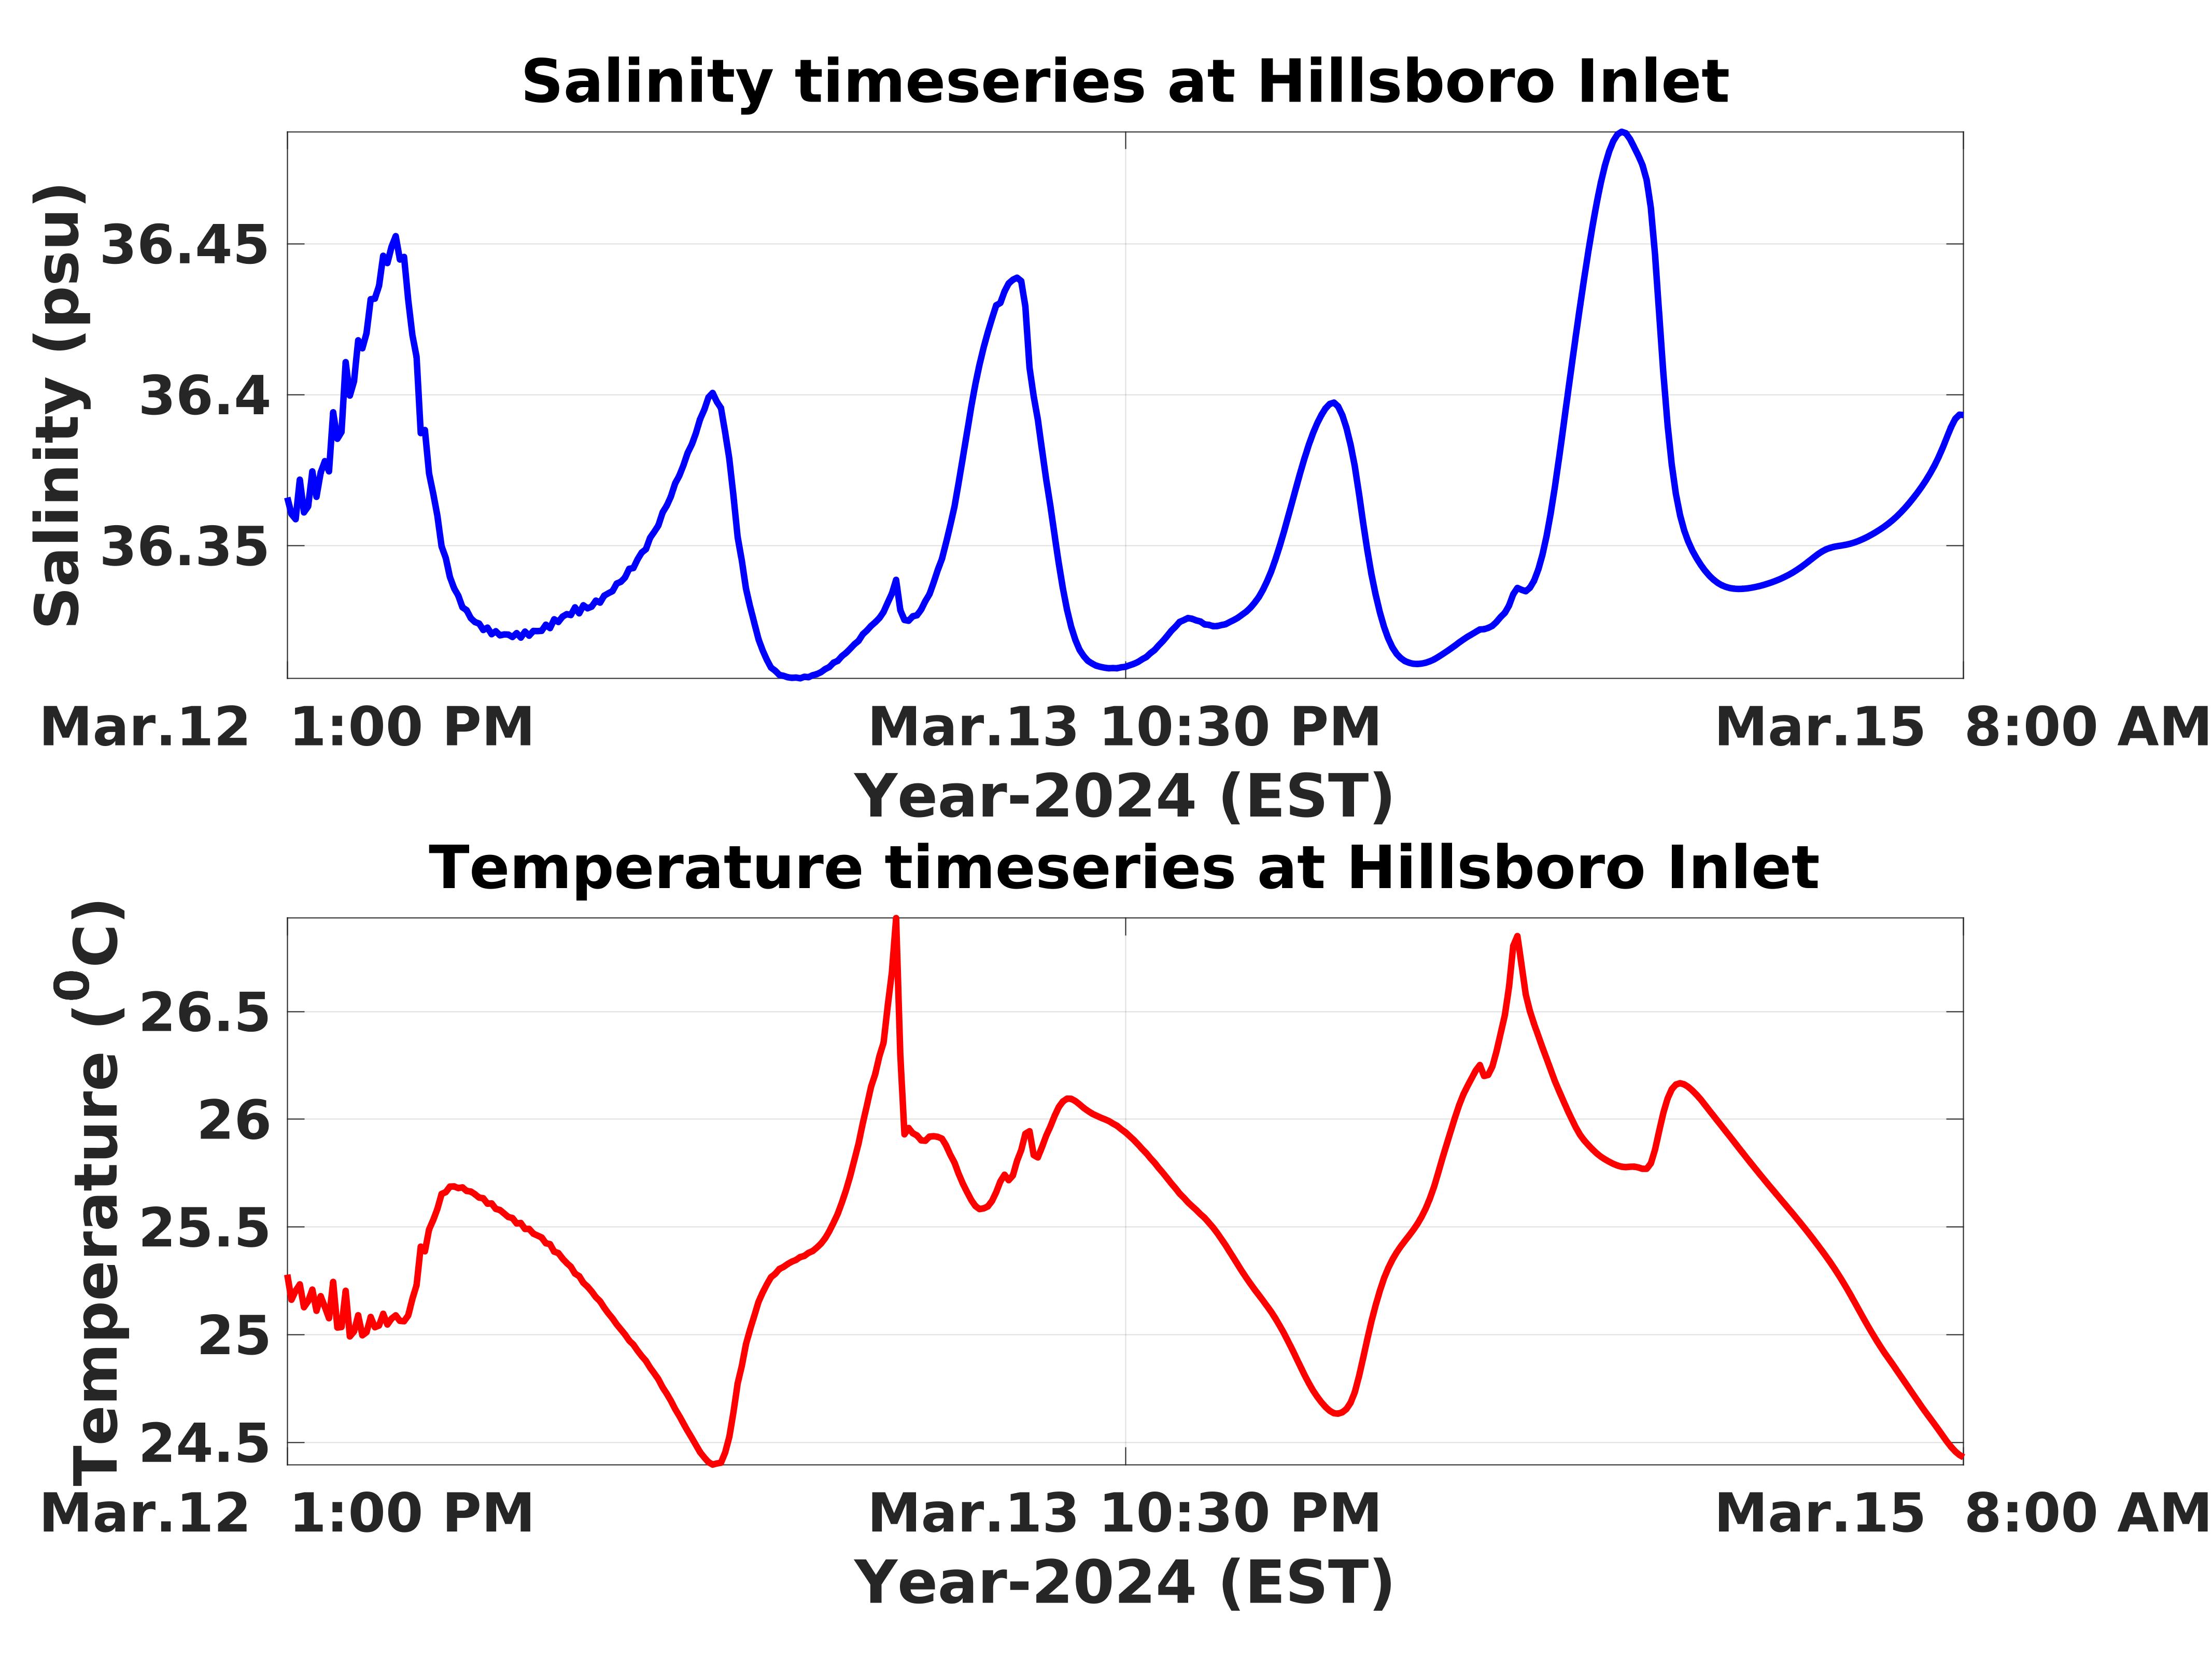 Salinity timeseries at Hillsboro Inlet
Salinity (psu)
36.45
36.4
36.35
Mar.12  1:00 PM
Mar.13 10:30 PM
Mar.15  8:00 AM
Year-2024 (EST)
Temperature timeseries at Hillsboro Inlet
Temperature (⁰C)
26.5
26
25.5
25
24.5
Mar.12  1:00 PM
Mar.13 10:30 PM
Mar.15  8:00 AM
Year-2024 (EST)